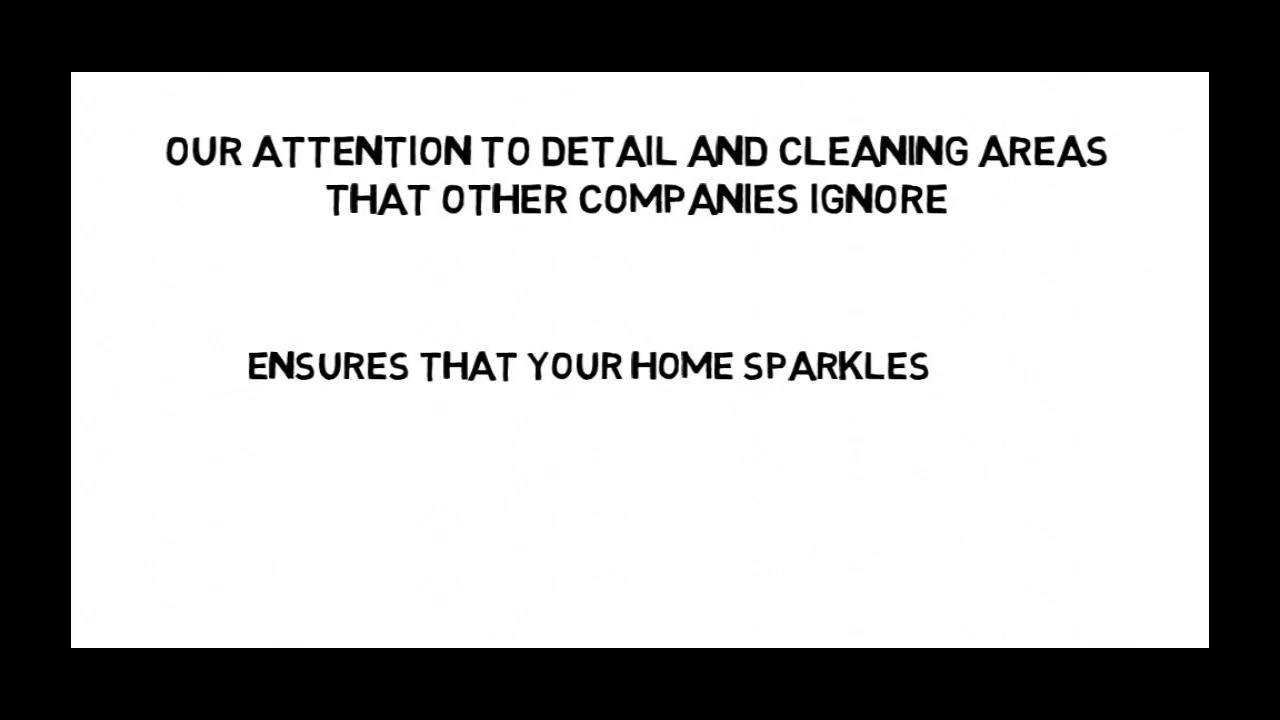 OUR ATTENTION TO DETAIL AND CLEANING AREAS
THAT OTHER COMPANIES IGNORE
ENSURES THAT YOUR HOME SPARKLES